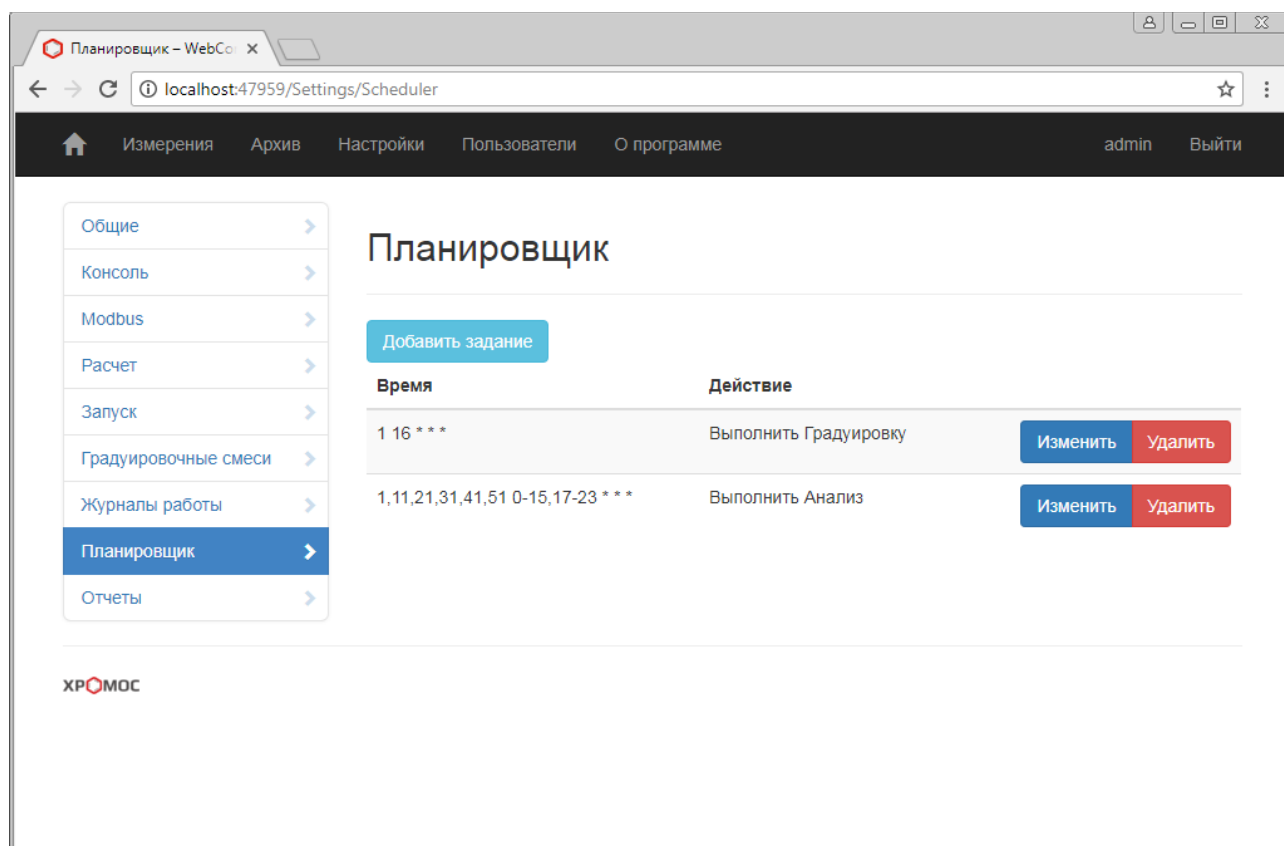 Планировщик – WebCo
localhost:47959/Settings/Scheduler
Измерения Архив Настройки Пользователи О программе admin Выйти
Общие
Консоль
Modbus
Расчет
Запуск
Градуировочные смеси
Журналы работы
Планировщик
Отчеты
Планировщик
Добавить задание
Время Действие
1 16 * * * Выполнить Градуировку Изменить Удалить
1,11,21,31,41,51 0-15,17-23 * * * Выполнить Анализ Изменить Удалить
ХРОМОС